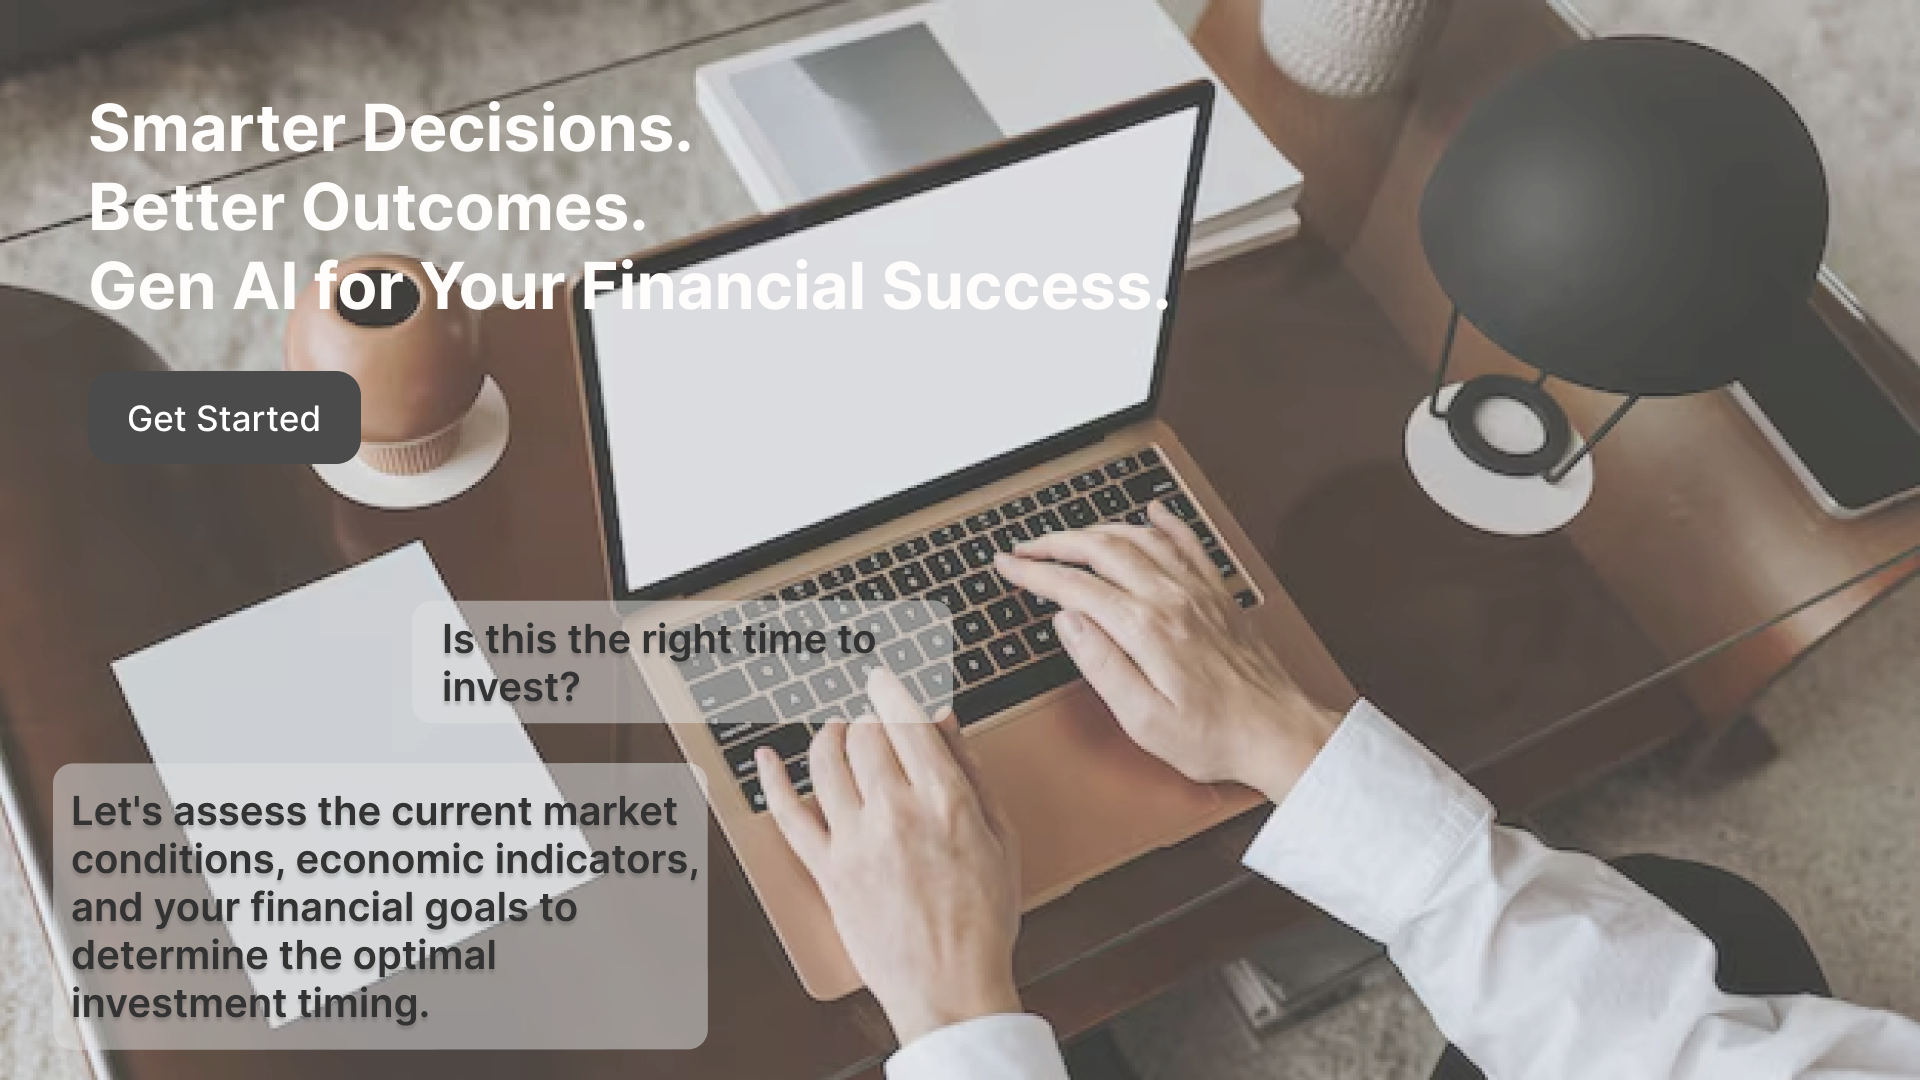 Smarter Decisions.
Better Outcomes.
Gen AI for Your Financial Success.
Get Started
Is this the right time to
invest?
Let's assess the current market
conditions, economic indicators,
and your financial goals to
determine the optimal
investment timing.